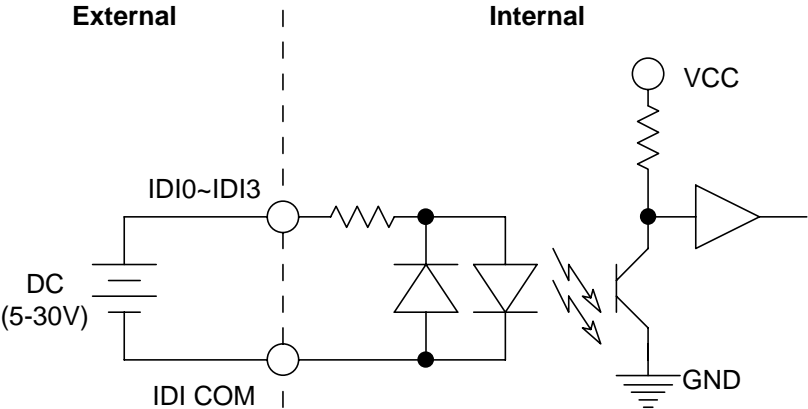 External
Internal
VCC
IDI0~IDI3
DC
(5-30V)
GND
IDI COM